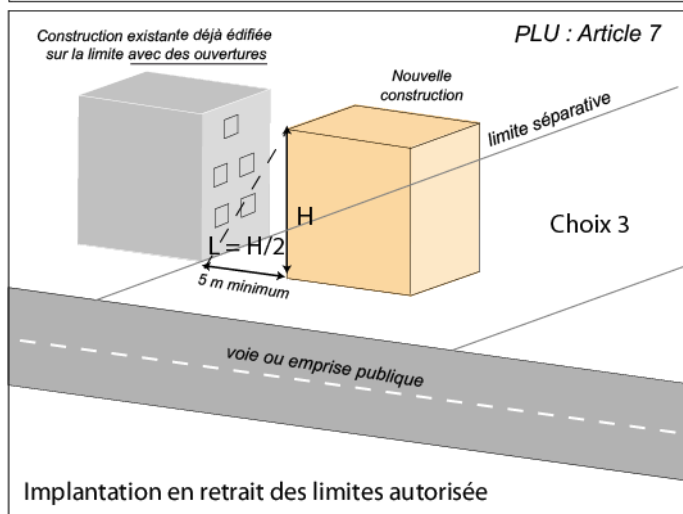 Construction existante déjà édifiée
sur la limite avec des ouvertures
PLU : Article 7
Nouvelle
construction
limite séparative
H
Choix 3
L = H/2
5 m minimum
voie ou emprise publique
Implantation en retrait des limites autorisée